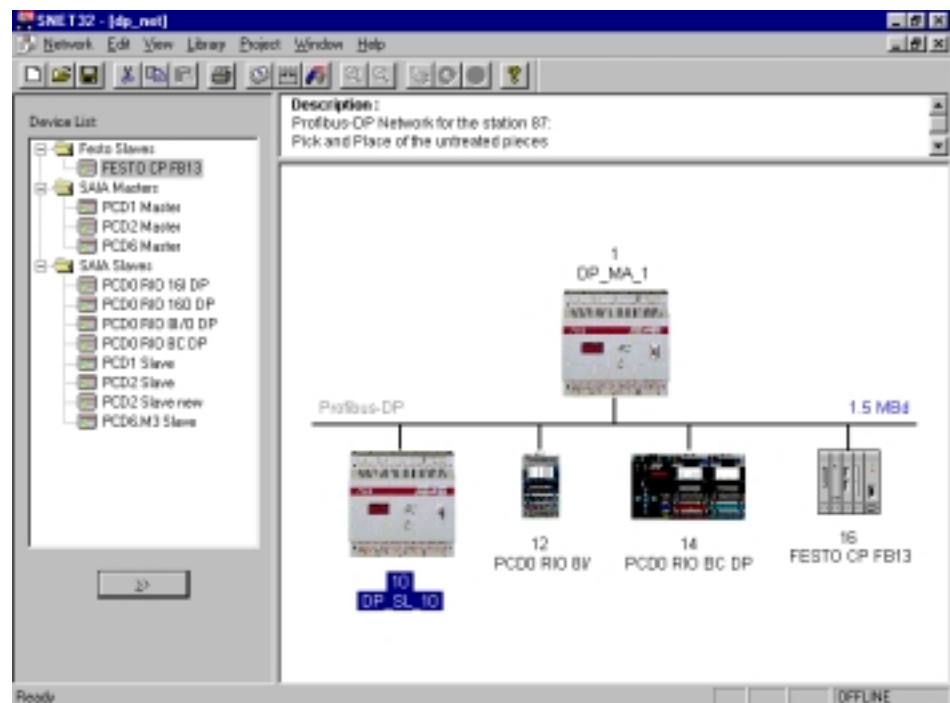 SNET32 - [dp_net]
Network Edit View Library Project Window Help
Device List
Festo Slaves
FESTO CP FB13
SAIA Masters
PCD1 Master
PCD2 Master
PCD6 Master
SAIA Slaves
PCD0 RIO 16I DP
PCD0 RIO 16O DP
PCD0 RIO 8I/O DP
PCD0 RIO BC DP
PCD1 Slave
PCD2 Slave
PCD2 Slave new
PCD6.M3 Slave
>>
Description :
Profibus-DP Network for the station 87:
Pick and Place of the untreated pieces
1
DP_MA_1
Profibus-DP
1.5 MBd
10
DP_SL_10
12
PCD0 RIO 8I/
14
PCD0 RIO BC DP
16
FESTO CP FB13
Ready
OFFLINE